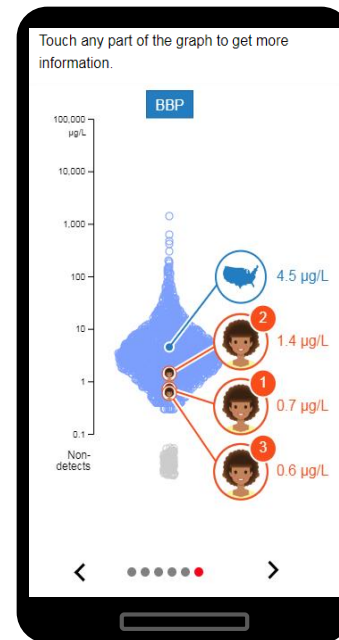 Touch any part of the graph to get more
information.
BBP
100,000
µg/L
10,000
1,000
100
4.5 µg/L
2
10
1.4 µg/L
1
1
0.7 µg/L
0.1
3
Non-
detects
0.6 µg/L